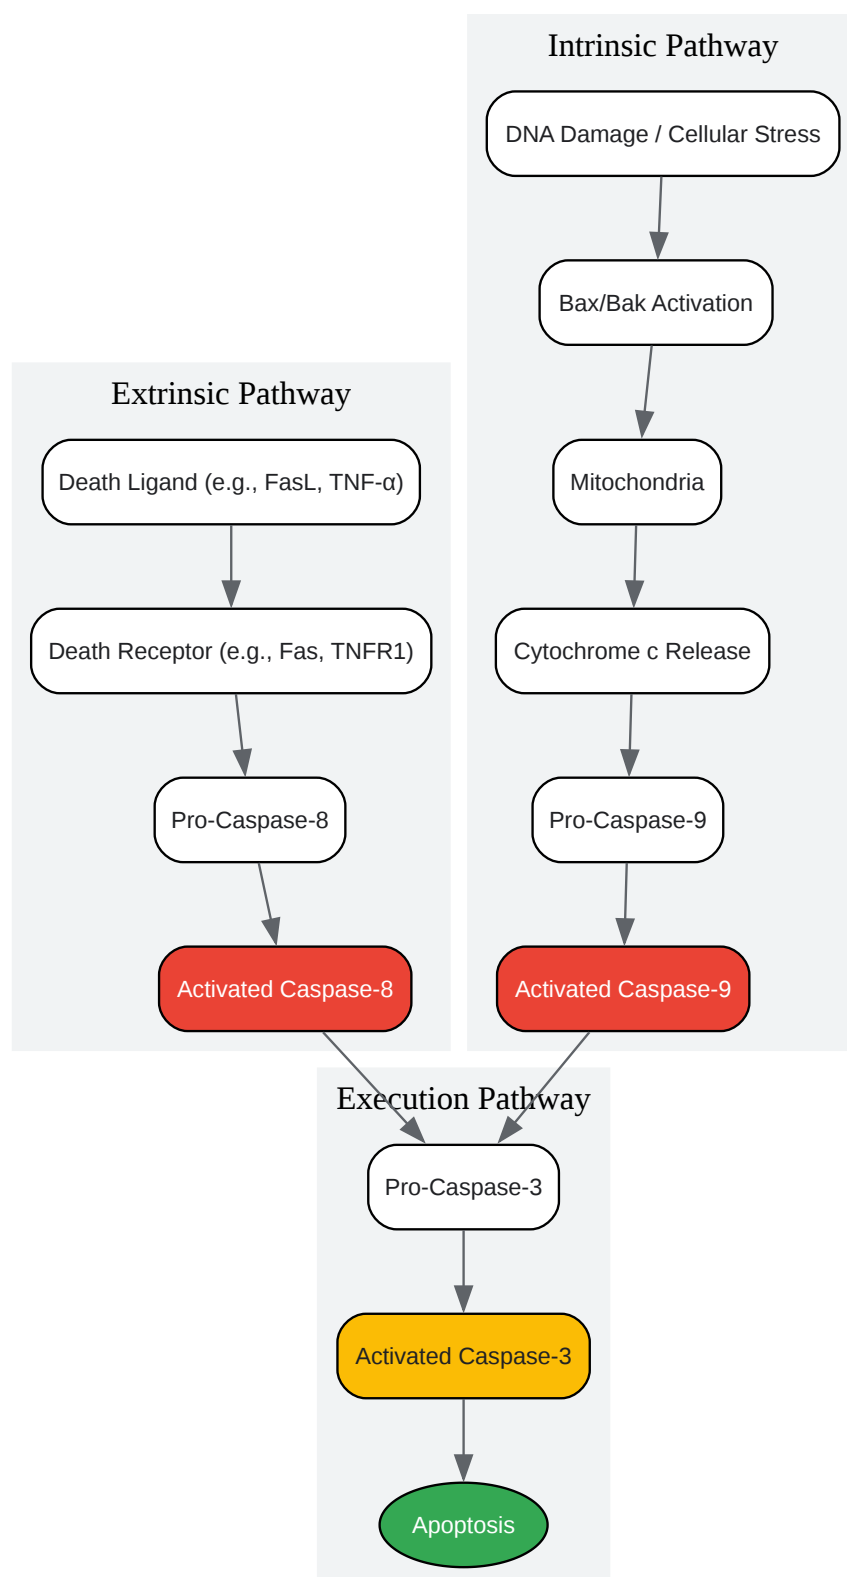 Intrinsic Pathway
DNA Damage / Cellular Stress
Bax/Bak Activation
Mitochondria
Cytochrome c Release
Pro-Caspase-9
Activated Caspase-9
Extrinsic Pathway
Death Ligand (e.g., FasL, TNF-α)
Death Receptor (e.g., Fas, TNFR1)
Pro-Caspase-8
Activated Caspase-8
Execution Pathway
Pro-Caspase-3
Activated Caspase-3
Apoptosis